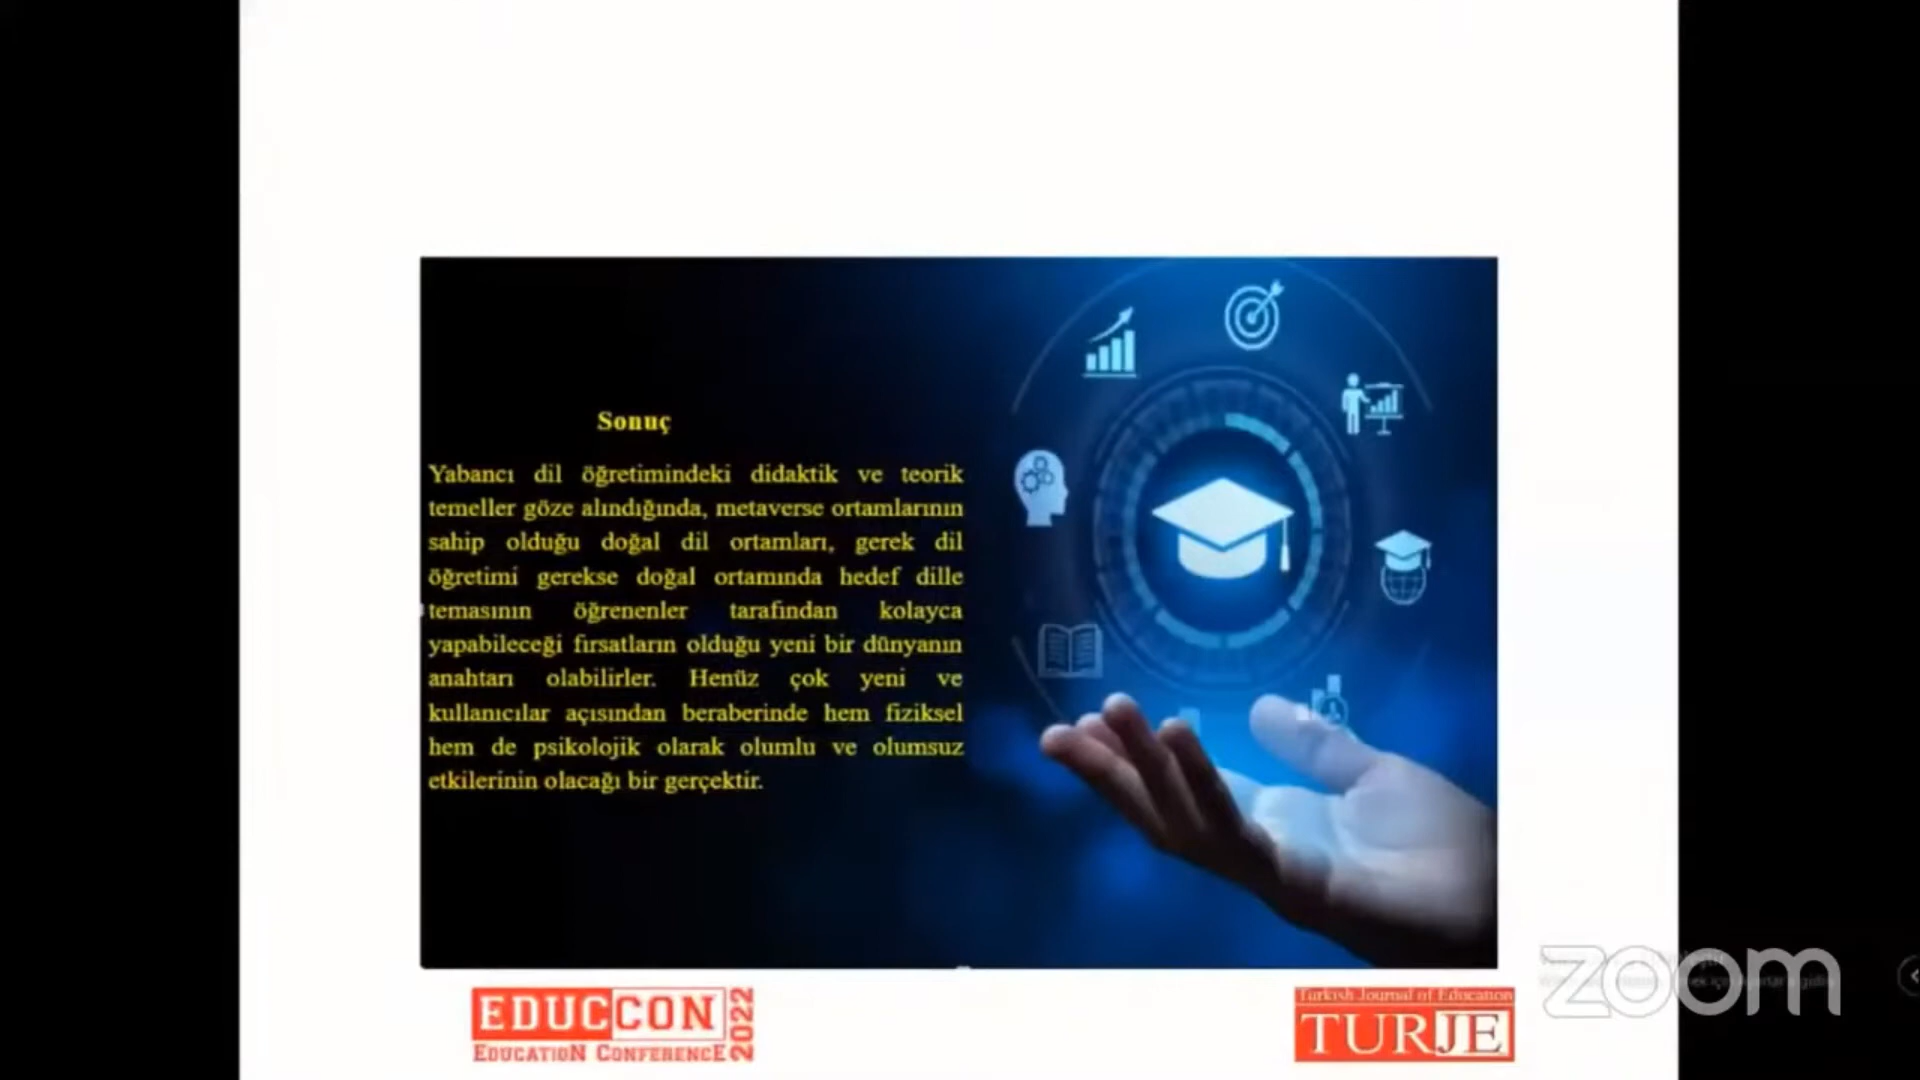 Sonuç
Yabancı dil öğretimindeki didaktik ve teorik
temeller göze alındığında, metaverse ortamlarının
sahip olduğu doğal dil ortamları, gerek dil
öğretimi gerekse doğal ortamında hedef dille
temasının öğrenenler tarafından kolayca
yapabileceği fırsatların olduğu yeni bir dünyanın
anahtarı olabilirler. Henüz çok yeni ve
kullanıcılar açısından beraberinde hem fiziksel
hem de psikolojik olarak olumlu ve olumsuz
etkilerinin olacağı bir gerçektir.
EDUCCON
2022
EDUCATION CONFERENCE
Turkish Journal of Education
TURJE
zoom